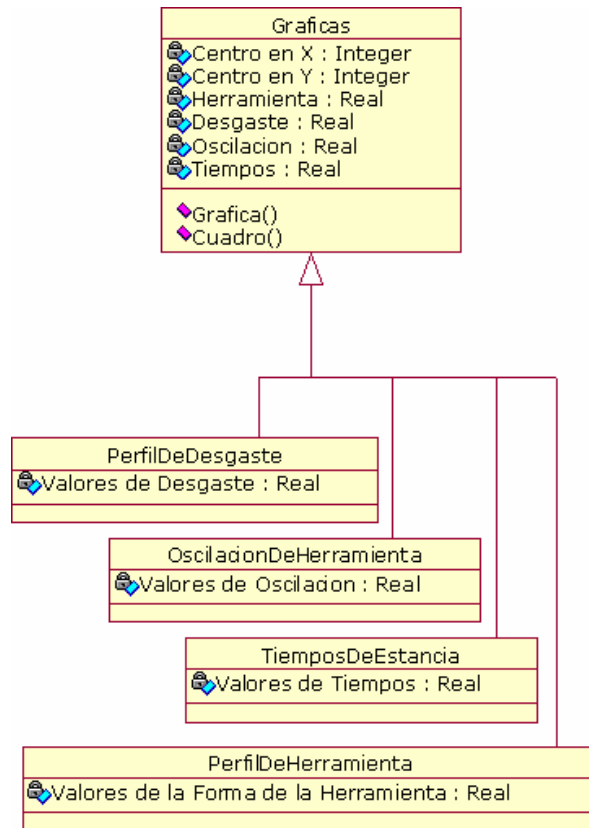 Graficas
Centro en X : Integer
Centro en Y : Integer
Herramienta : Real
Desgaste : Real
Oscilacion : Real
Tiempos : Real
Grafica()
Cuadro()
PerfilDeDesgaste
Valores de Desgaste : Real
OscilacionDeHerramienta
Valores de Oscilacion : Real
TiemposDeEstancia
Valores de Tiempos : Real
PerfilDeHerramienta
Valores de la Forma de la Herramienta : Real